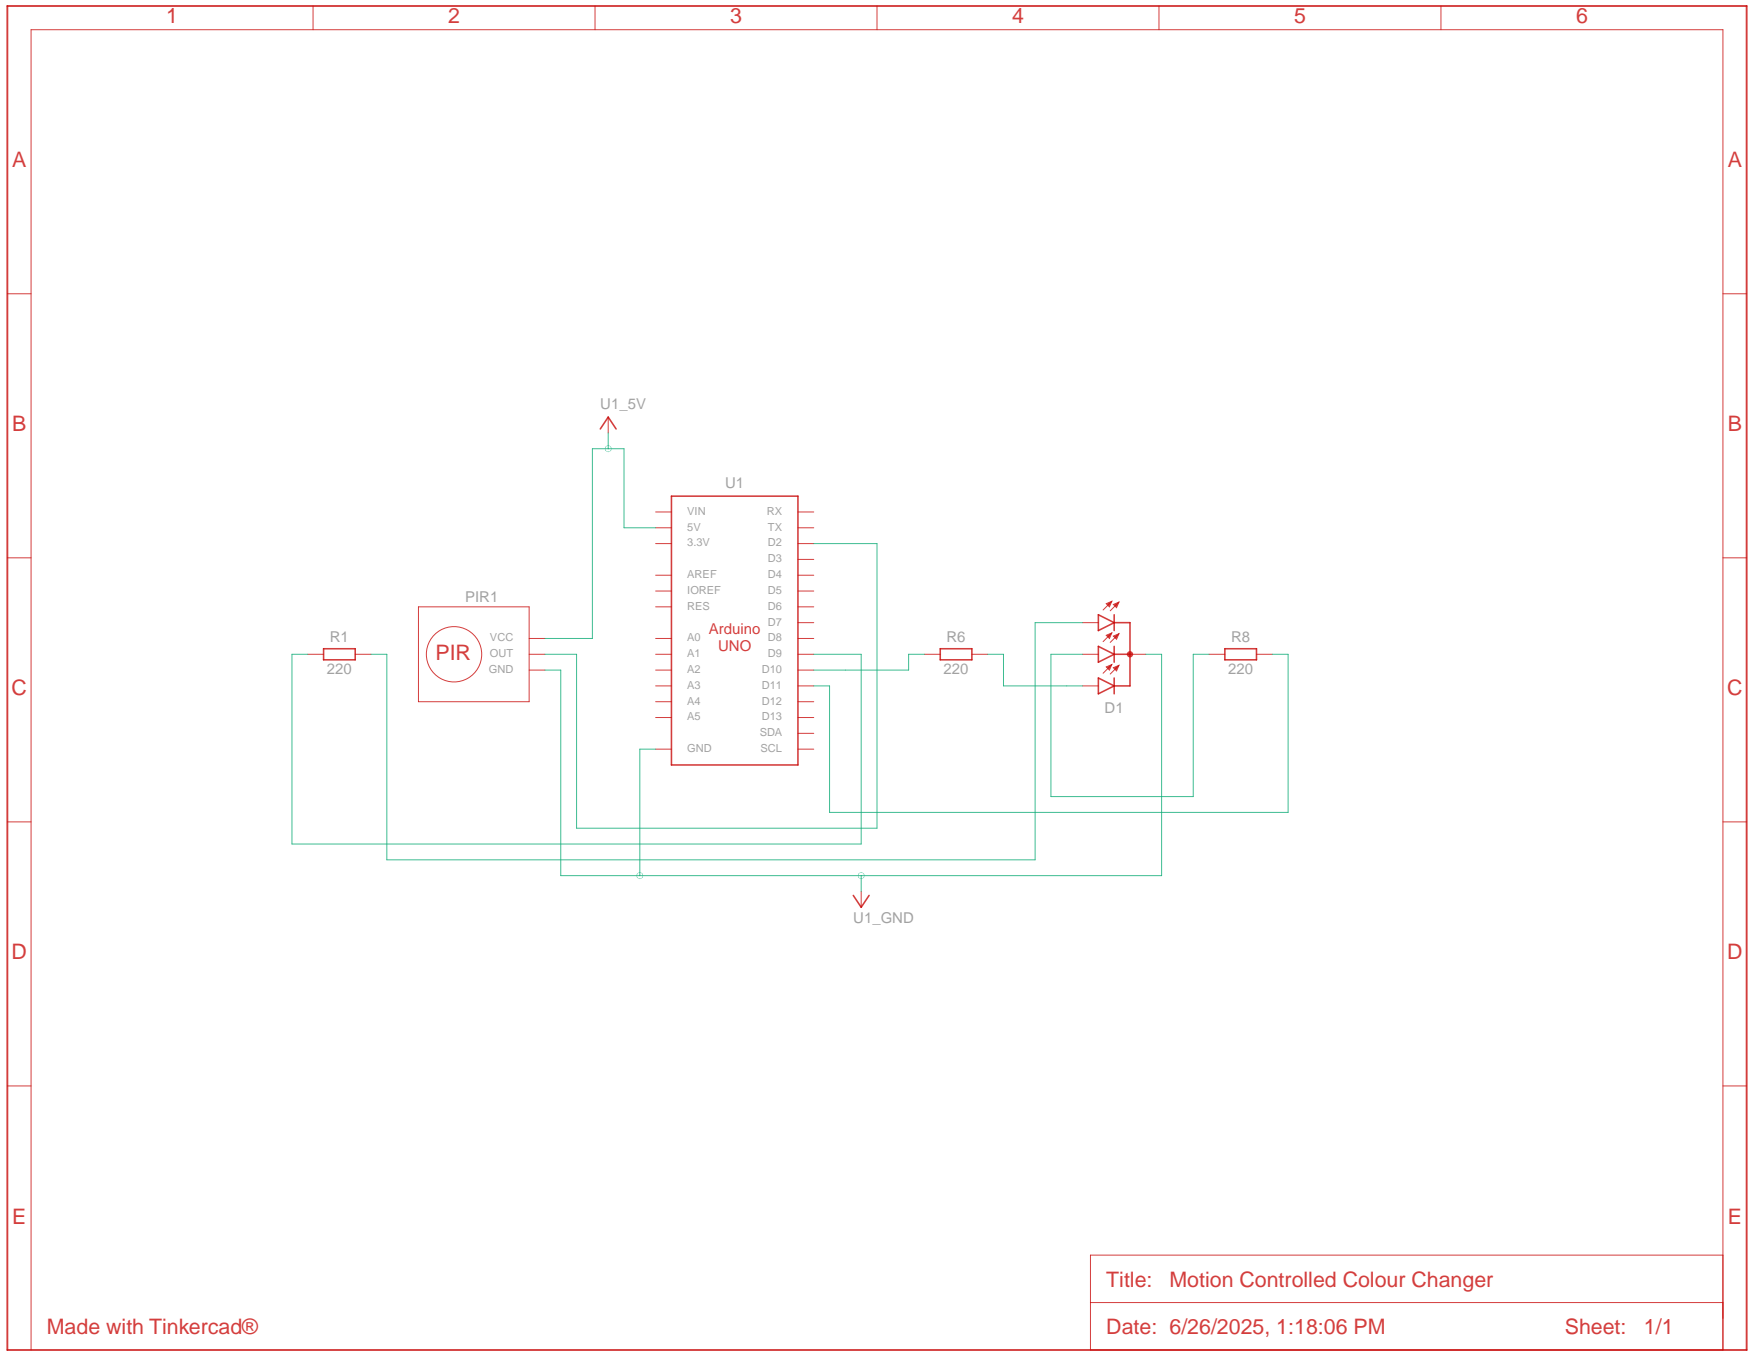 1 2 3 4 5 6
A A
U1_5V
B B
U1
VIN RX
5V TX
3.3V D2
D3
AREF D4
IOREF D5
RES D6
D7
PIR1
Arduino
UNO
A0 D8
A1 D9
A2 D10
A3 D11
A4 D12
A5 D13
SDA
GND SCL
PIR
VCC
OUT
GND
R1
220
R6
220
R8
220
D1
C C
U1_GND
D D
E E
Title: Motion Controlled Colour Changer
Made with Tinkercad®
Date: 6/26/2025, 1:18:06 PM Sheet: 1/1